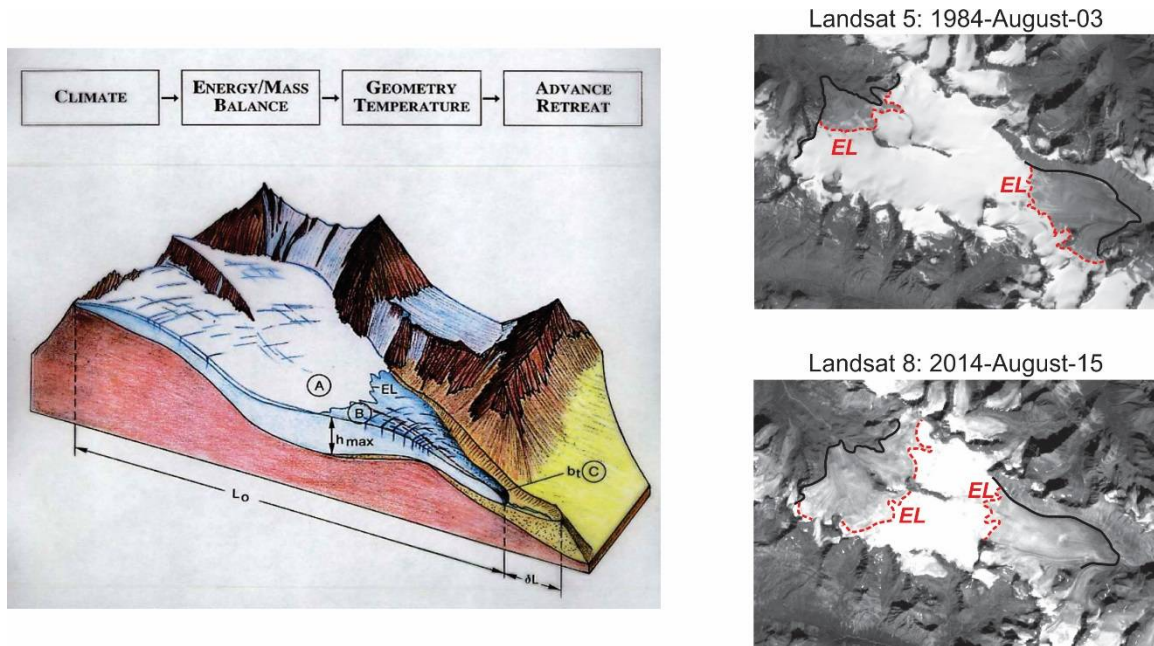 CLIMATE
ENERGY/MASS
BALANCE
GEOMETRY
TEMPERATURE
ADVANCE
RETREAT
EL
A
B
h max
bt C
Lo
δL
Landsat 5: 1984-August-03
EL
EL
Landsat 8: 2014-August-15
EL
EL